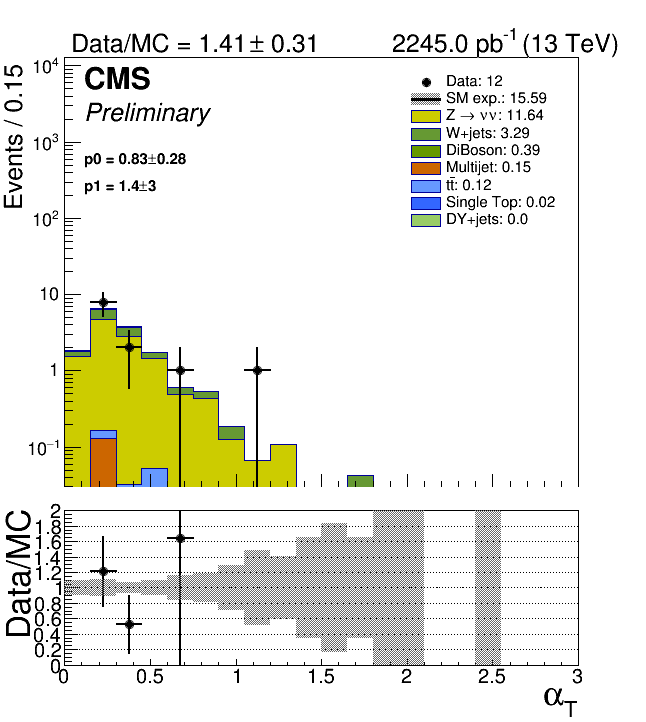 Data/MC = 1.41 ± 0.31 2245.0 pb⁻¹ (13 TeV)
CMS
Preliminary
p0 = 0.83±0.28
p1 = 1.4±3
Data: 12
SM exp.: 15.59
Z → νν: 11.64
W+jets: 3.29
DiBoson: 0.39
Multijet: 0.15
tt̄: 0.12
Single Top: 0.02
DY+jets: 0.0
Events / 0.15
10⁴
10³
10²
10
1
10⁻¹
Data/MC
2
1.8
1.6
1.4
1.2
1
0.8
0.6
0.4
0.2
0
0 0.5 1 1.5 2 2.5 3
α_T